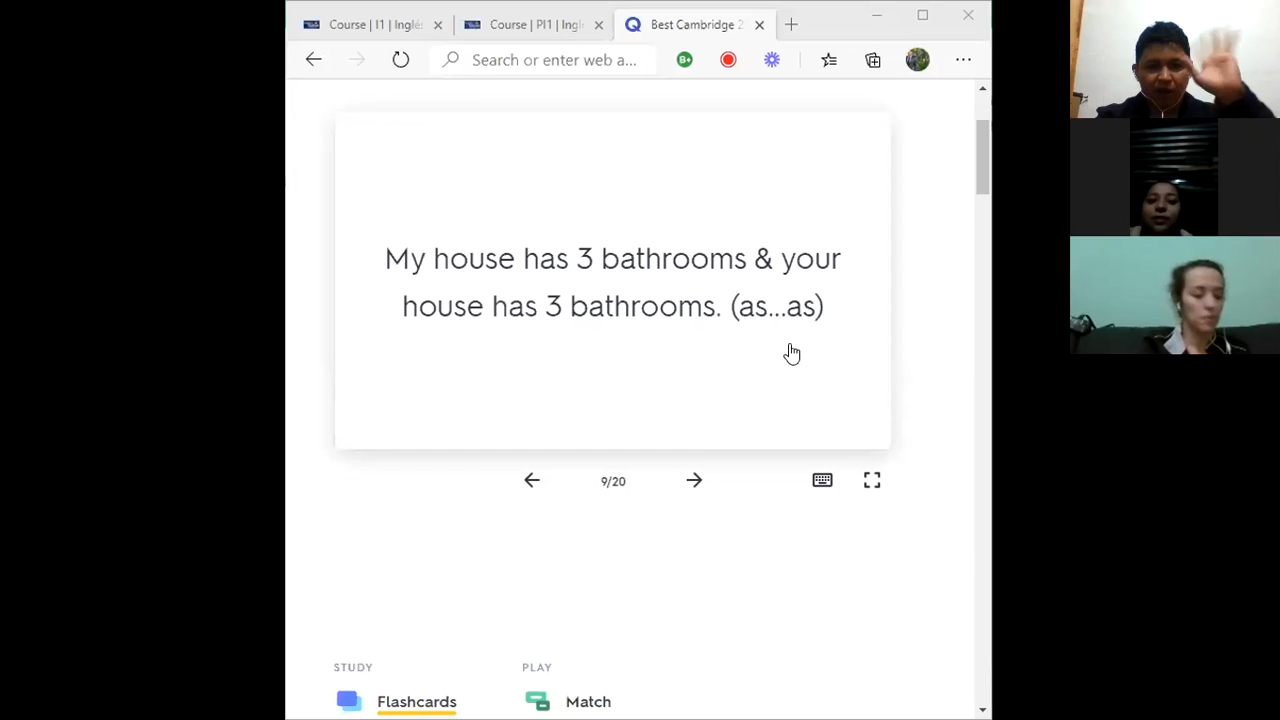 Course | I1 | Inglés
Course | PI1 | Ingl
Best Cambridge 2
Search or enter web a...
B+
My house has 3 bathrooms & your
house has 3 bathrooms. (as...as)
9/20
STUDY
PLAY
Flashcards
Match